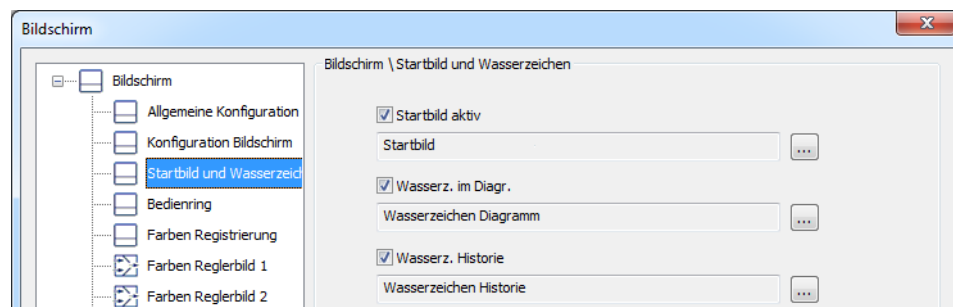 Bildschirm
Bildschirm
Allgemeine Konfiguration
Konfiguration Bildschirm
Startbild und Wasserzeich
Bedienring
Farben Registrierung
Farben Reglerbild 1
Farben Reglerbild 2
Bildschirm \ Startbild und Wasserzeichen
Startbild aktiv
Startbild
...
Wasserz. im Diagr.
Wasserzeichen Diagramm
...
Wasserz. Historie
Wasserzeichen Historie
...